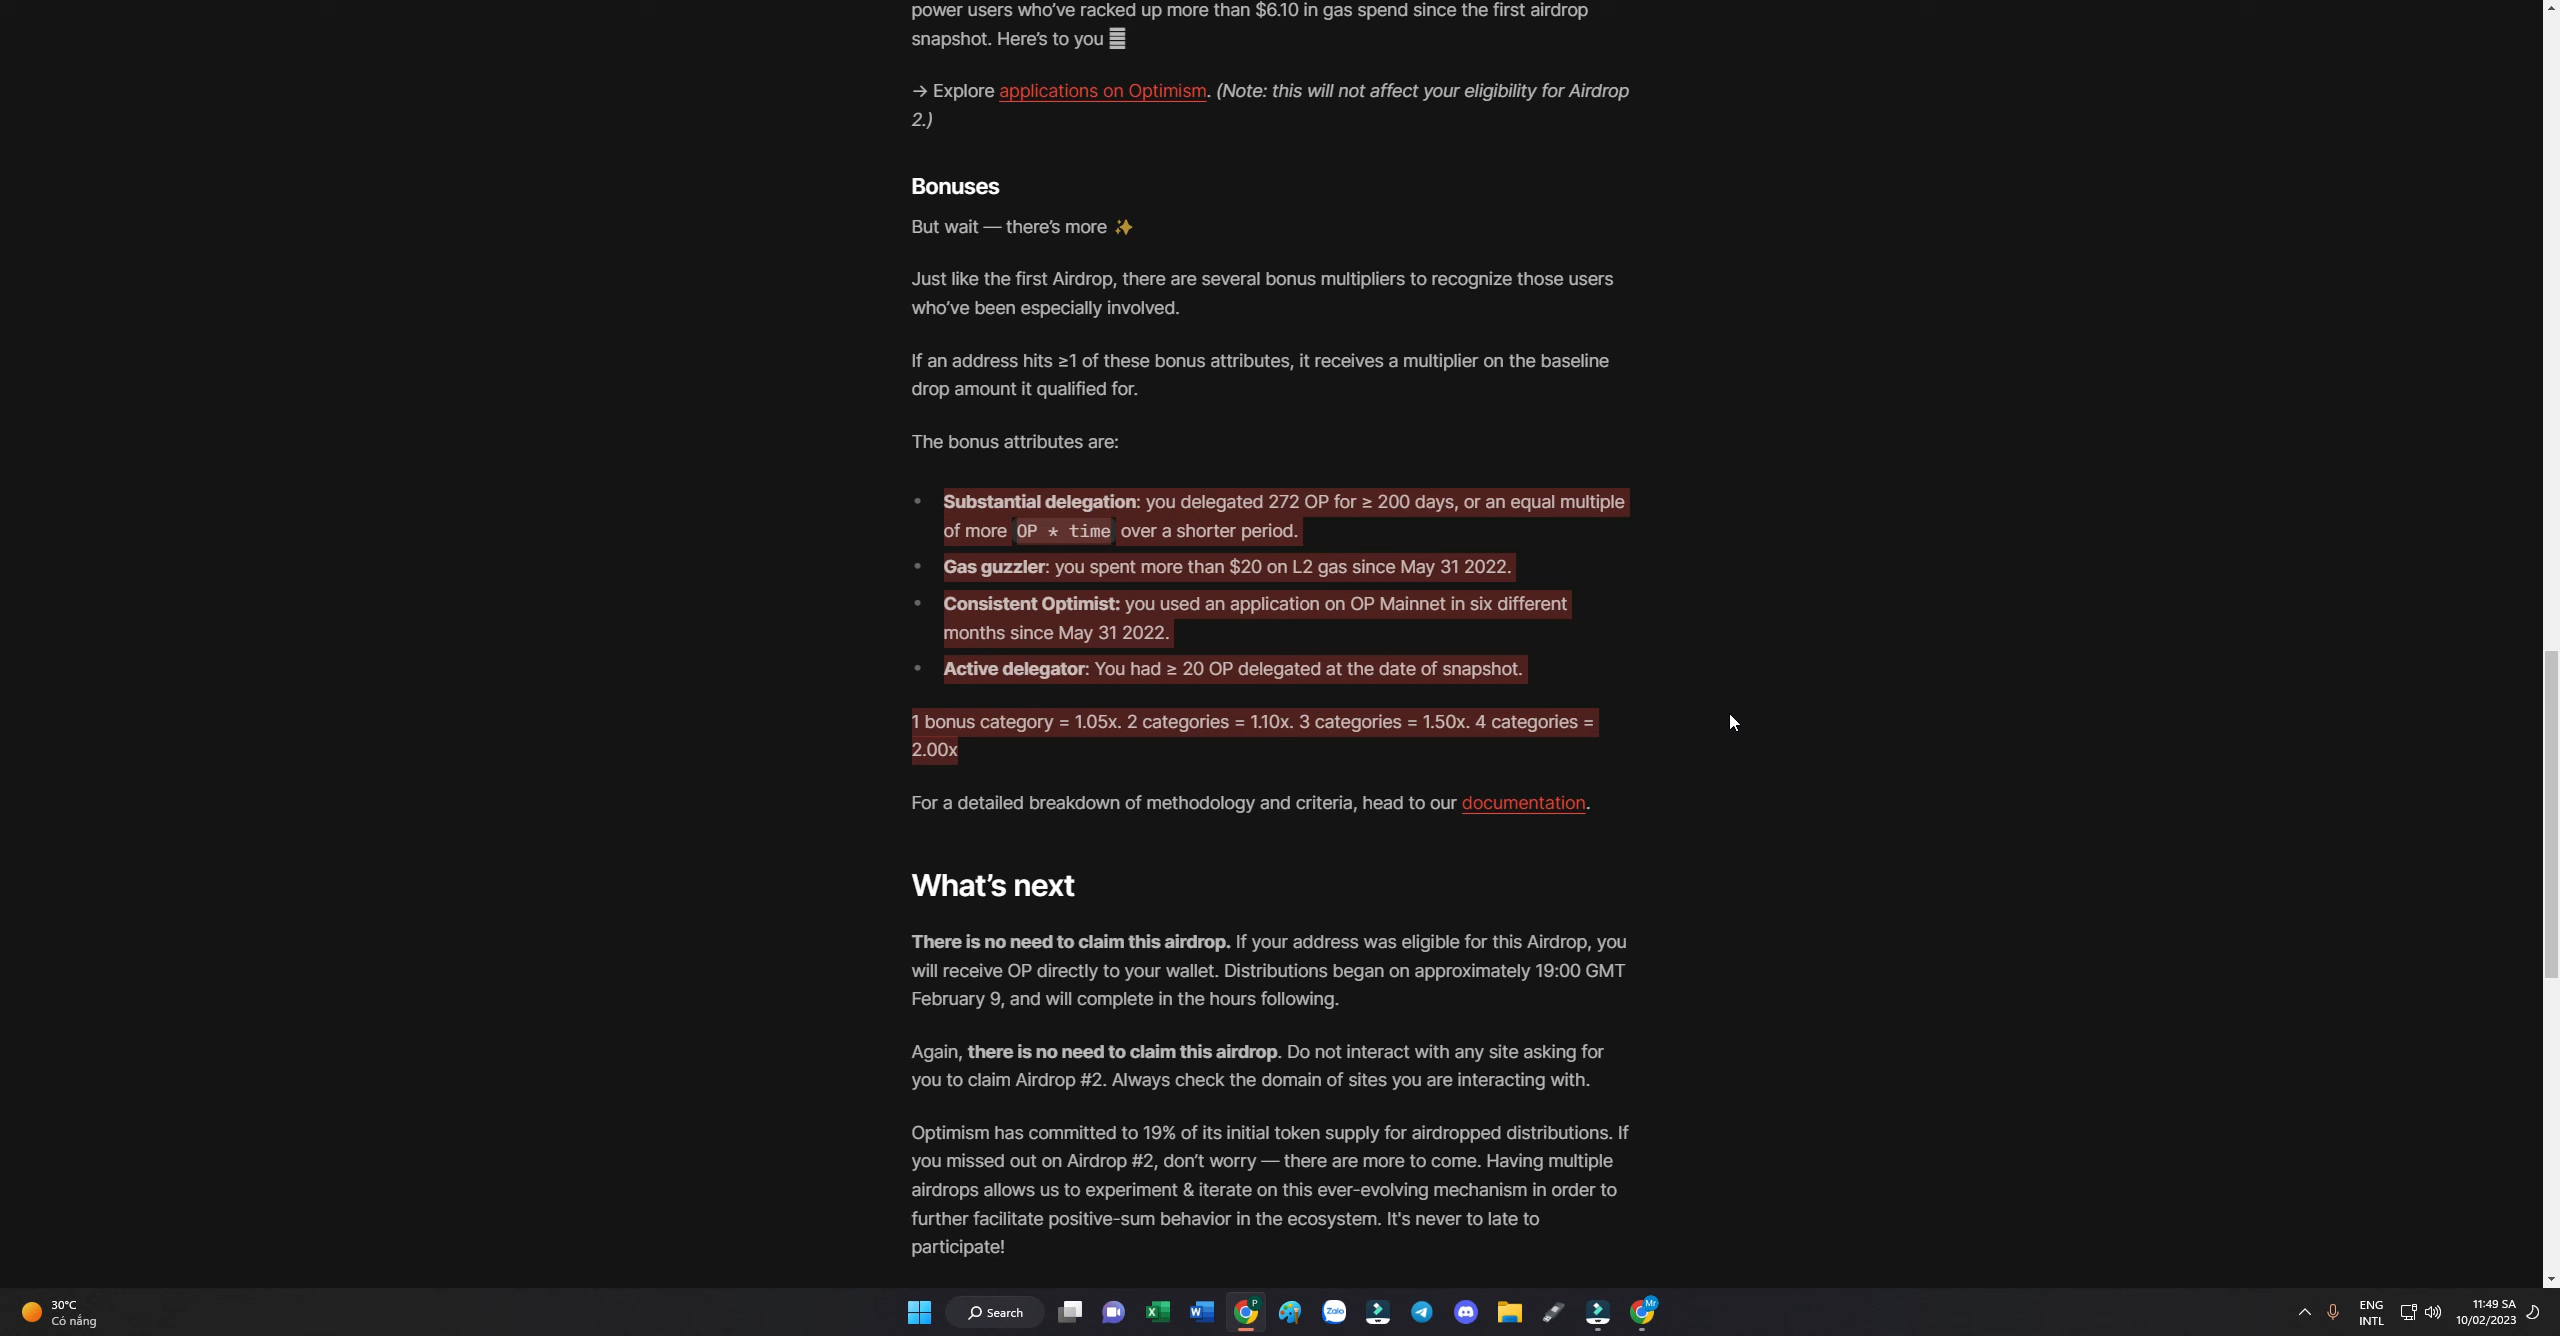 power users who’ve racked up more than $6.10 in gas spend since the first airdrop
snapshot. Here’s to you
→ Explore applications on Optimism. (Note: this will not affect your eligibility for Airdrop
2.)
Bonuses
But wait — there’s more ✨
Just like the first Airdrop, there are several bonus multipliers to recognize those users
who’ve been especially involved.
If an address hits ≥1 of these bonus attributes, it receives a multiplier on the baseline
drop amount it qualified for.
The bonus attributes are:
• Substantial delegation: you delegated 272 OP for ≥ 200 days, or an equal multiple
of more OP * time over a shorter period.
• Gas guzzler: you spent more than $20 on L2 gas since May 31 2022.
• Consistent Optimist: you used an application on OP Mainnet in six different
months since May 31 2022.
• Active delegator: You had ≥ 20 OP delegated at the date of snapshot.
1 bonus category = 1.05x. 2 categories = 1.10x. 3 categories = 1.50x. 4 categories =
2.00x
For a detailed breakdown of methodology and criteria, head to our documentation.
What’s next
There is no need to claim this airdrop. If your address was eligible for this Airdrop, you
will receive OP directly to your wallet. Distributions began on approximately 19:00 GMT
February 9, and will complete in the hours following.
Again, there is no need to claim this airdrop. Do not interact with any site asking for
you to claim Airdrop #2. Always check the domain of sites you are interacting with.
Optimism has committed to 19% of its initial token supply for airdropped distributions. If
you missed out on Airdrop #2, don’t worry — there are more to come. Having multiple
airdrops allows us to experiment & iterate on this ever-evolving mechanism in order to
further facilitate positive-sum behavior in the ecosystem. It's never to late to
participate!
30°C
Có nắng
Search
P
Zalo
Mr
ENG
INTL
11:49 SA
10/02/2023